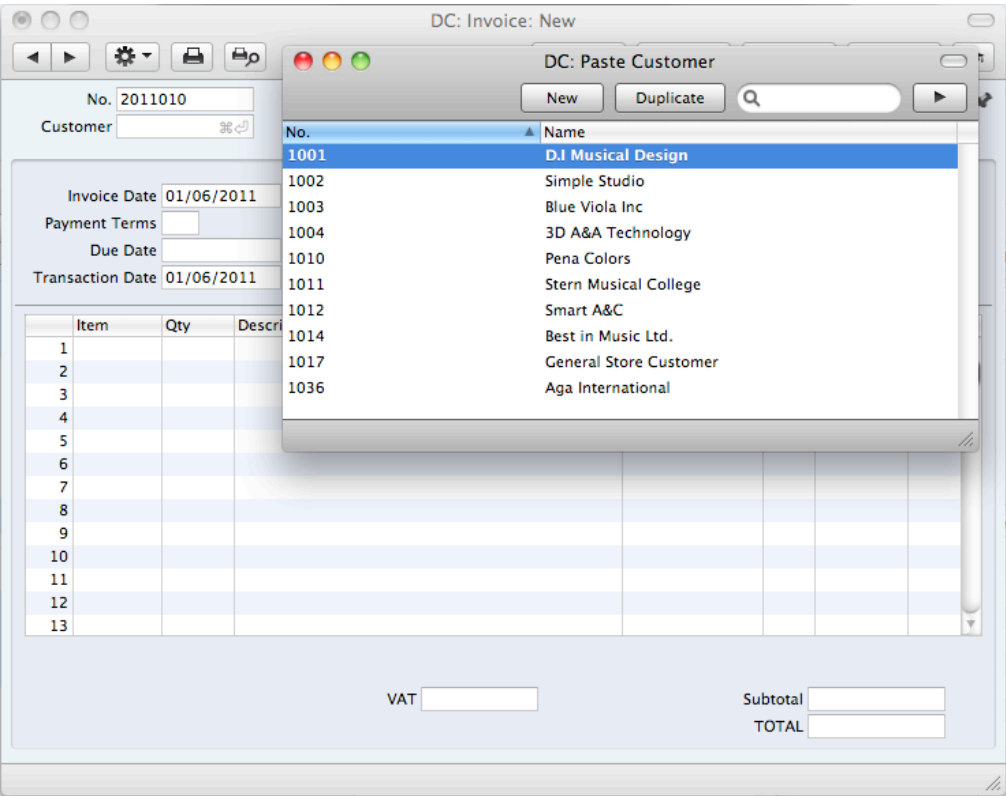 DC: Invoice: New
DC: Paste Customer
New Duplicate
No. 2011010
Customer ⌘⏎
No. Name
1001 D.I Musical Design
1002 Simple Studio
1003 Blue Viola Inc
1004 3D A&A Technology
1010 Pena Colors
1011 Stern Musical College
1012 Smart A&C
1014 Best in Music Ltd.
1017 General Store Customer
1036 Aga International
Invoice Date 01/06/2011
Payment Terms
Due Date
Transaction Date 01/06/2011
Item Qty Descri
1
2
3
4
5
6
7
8
9
10
11
12
13
VAT Subtotal
TOTAL